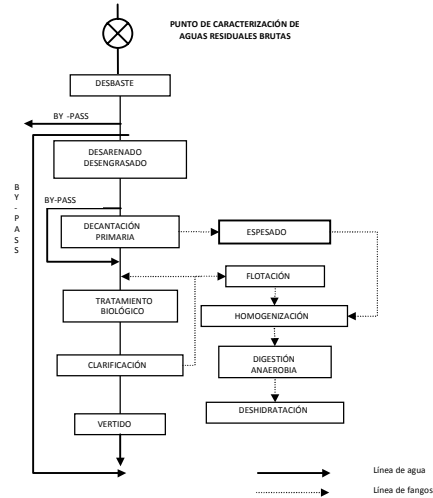 PUNTO DE CARACTERIZACIÓN DE
AGUAS RESIDUALES BRUTAS
DESBASTE
BY -PASS
DESARENADO
DESENGRASADO
B
Y
-
P
A
S
S
BY-PASS
DECANTACIÓN
PRIMARIA
ESPESADO
FLOTACIÓN
TRATAMIENTO
BIOLÓGICO
HOMOGENIZACIÓN
CLARIFICACIÓN
DIGESTIÓN
ANAEROBIA
DESHIDRATACIÓN
VERTIDO
Línea de agua
Línea de fangos